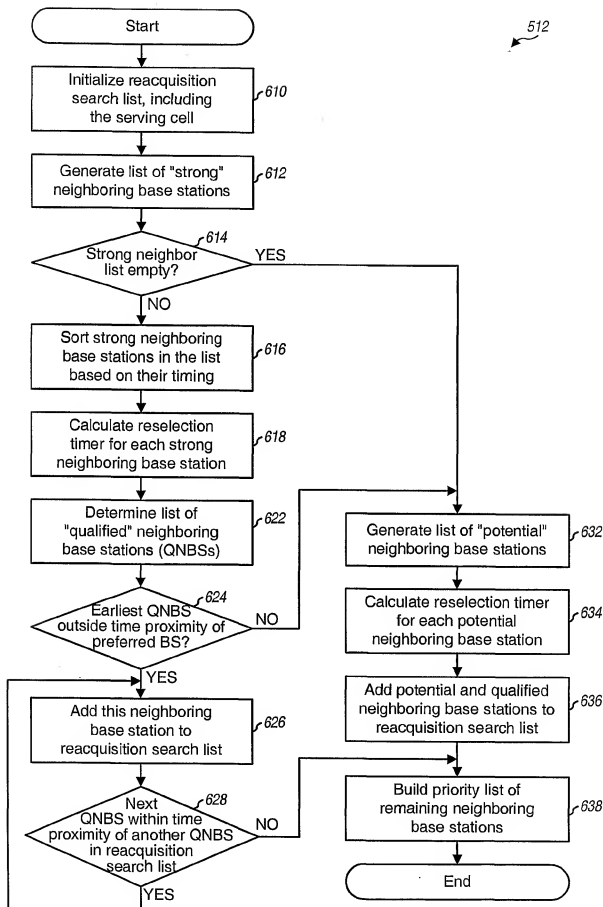 Start
512
Initialize reacquisition
search list, including
the serving cell
610
Generate list of "strong"
neighboring base stations
612
614
Strong neighbor
list empty?
YES
NO
Sort strong neighboring
base stations in the list
based on their timing
616
Calculate reselection
timer for each strong
neighboring base station
618
Determine list of
"qualified" neighboring
base stations (QNBSs)
622
624
Earliest QNBS
outside time proximity of
preferred BS?
NO
YES
Add this neighboring
base station to
reacquisition search list
626
628
Next
QNBS within time
proximity of another QNBS
in reacquisition
search list
NO
YES
Generate list of "potential"
neighboring base stations
632
Calculate reselection timer
for each potential
neighboring base station
634
Add potential and qualified
neighboring base stations to
reacquisition search list
636
Build priority list of
remaining neighboring
base stations
638
End